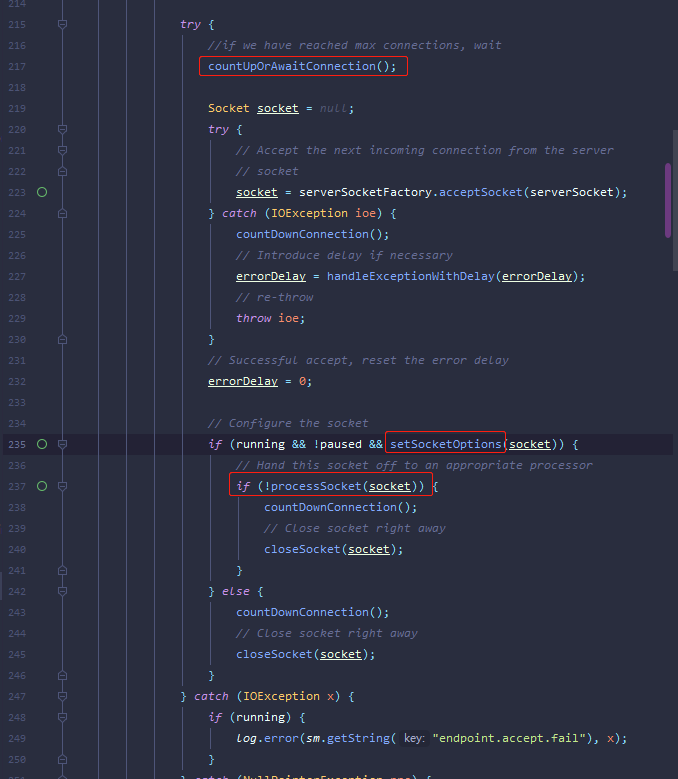 214
215 try {
216 //if we have reached max connections, wait
217 countUpOrAwaitConnection();
218
219 Socket socket = null;
220 try {
221 // Accept the next incoming connection from the server
222 // socket
223 socket = serverSocketFactory.acceptSocket(serverSocket);
224 } catch (IOException ioe) {
225 countDownConnection();
226 // Introduce delay if necessary
227 errorDelay = handleExceptionWithDelay(errorDelay);
228 // re-throw
229 throw ioe;
230 }
231 // Successful accept, reset the error delay
232 errorDelay = 0;
233
234 // Configure the socket
235 if (running && !paused && setSocketOptions(socket)) {
236 // Hand this socket off to an appropriate processor
237 if (!processSocket(socket)) {
238 countDownConnection();
239 // Close socket right away
240 closeSocket(socket);
241 }
242 } else {
243 countDownConnection();
244 // Close socket right away
245 closeSocket(socket);
246 }
247 } catch (IOException x) {
248 if (running) {
249 log.error(sm.getString( key: "endpoint.accept.fail"), x);
250 }
251 } catch (NullPointerException npe) {